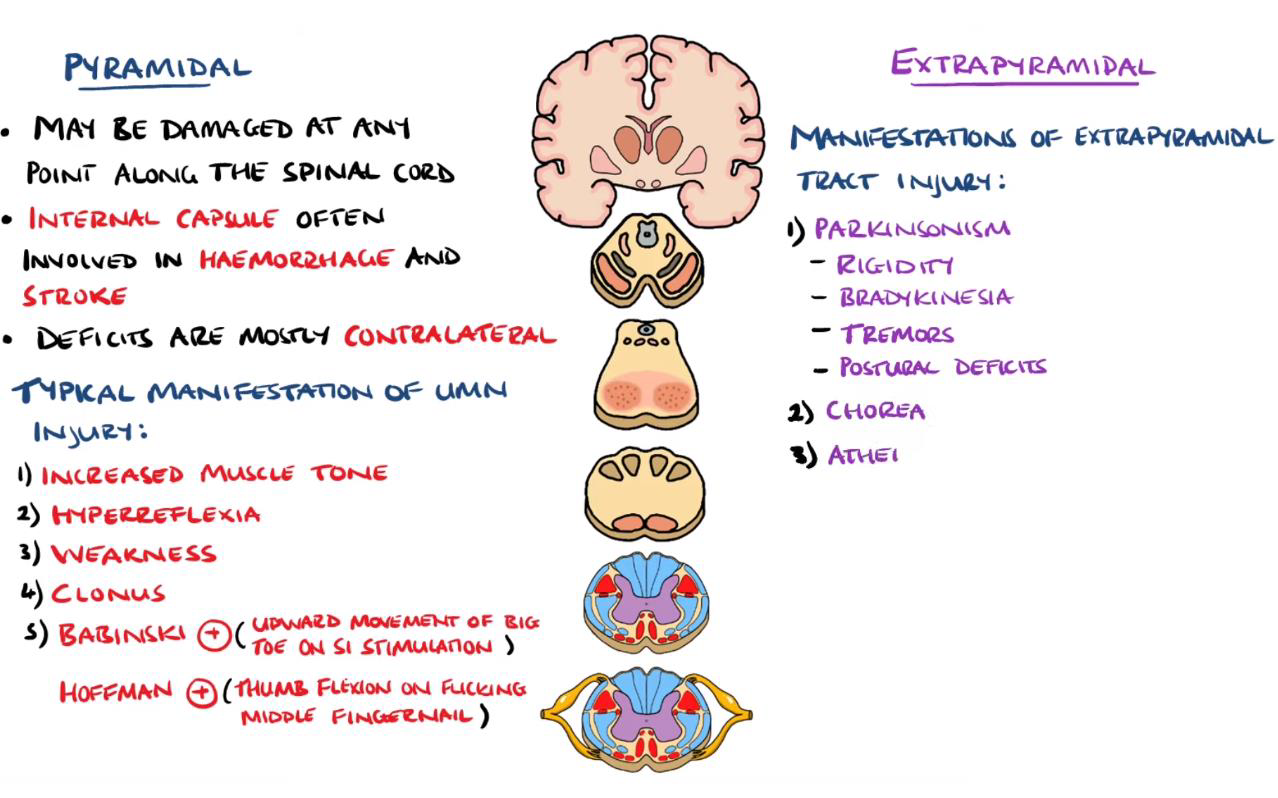 PYRAMIDAL
• MAY BE DAMAGED AT ANY
POINT ALONG THE SPINAL CORD
• INTERNAL CAPSULE OFTEN
INVOLVED IN HAEMORRHAGE AND
STROKE
• DEFICITS ARE MOSTLY CONTRALATERAL
TYPICAL MANIFESTATION OF UMN
INJURY:
1) INCREASED MUSCLE TONE
2) HYPERREFLEXIA
3) WEAKNESS
4) CLONUS
5) BABINSKI + (UPWARD MOVEMENT OF BIG
TOE ON S1 STIMULATION)
HOFFMAN + (THUMB FLEXION ON FLICKING
MIDDLE FINGERNAIL)
EXTRAPYRAMIDAL
MANIFESTATIONS OF EXTRAPYRAMIDAL
TRACT INJURY:
1) PARKINSONISM
- RIGIDITY
- BRADYKINESIA
- TREMORS
- POSTURAL DEFICITS
2) CHOREA
3) ATHEI